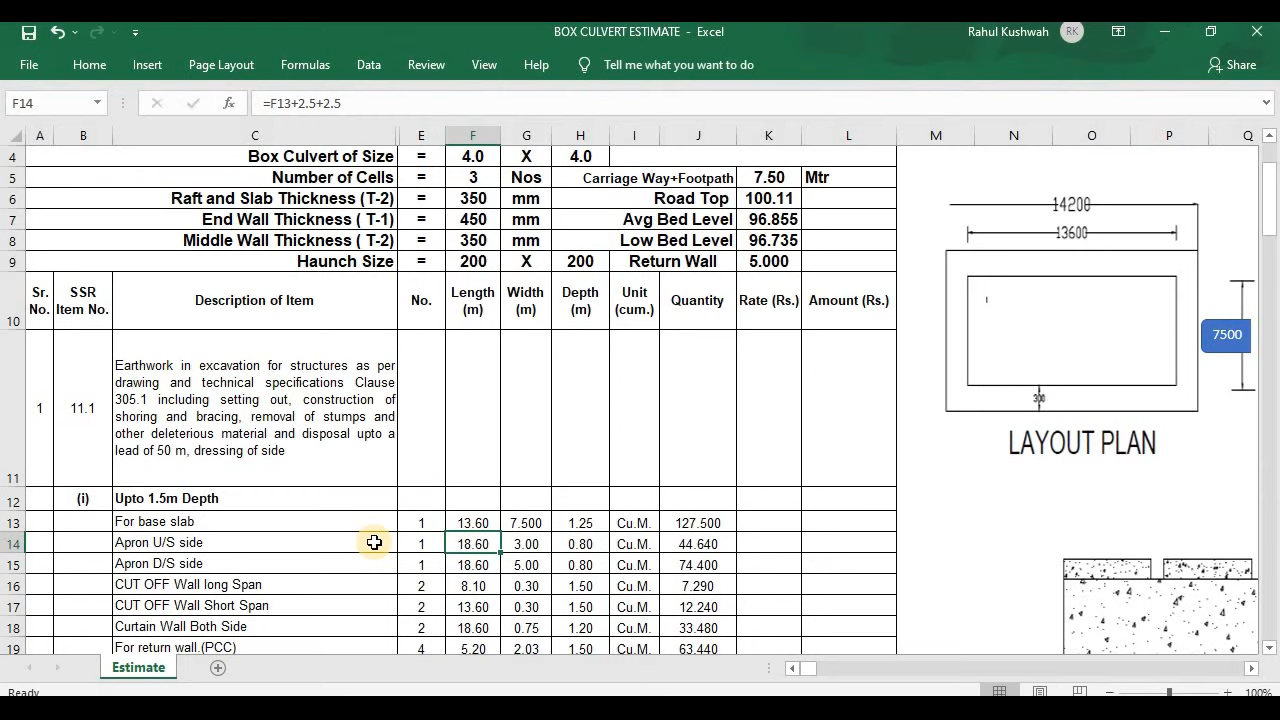 BOX CULVERT ESTIMATE - Excel
Rahul Kushwah RK
File Home Insert Page Layout Formulas Data Review View Help Tell me what you want to do Share
F14 fx =F13+2.5+2.5
A B C E F G H I J K L M N O P Q
4 Box Culvert of Size = 4.0 X 4.0
5 Number of Cells = 3 Nos Carriage Way+Footpath 7.50 Mtr
6 Raft and Slab Thickness (T-2) = 350 mm Road Top 100.11
7 End Wall Thickness (T-1) = 450 mm Avg Bed Level 96.855
8 Middle Wall Thickness ( T-2) = 350 mm Low Bed Level 96.735
9 Haunch Size = 200 X 200 Return Wall 5.000
Sr. SSR Length Width Depth Unit
Description of Item No. Quantity Rate (Rs.) Amount (Rs.)
10 No. Item No. (m) (m) (m) (cum.)
Earthwork in excavation for structures as per
drawing and technical specifications Clause
305.1 including setting out, construction of
1 11.1 shoring and bracing, removal of stumps and
other deleterious material and disposal upto a
lead of 50 m, dressing of side
11
12 (i) Upto 1.5m Depth
13 For base slab 1 13.60 7.500 1.25 Cu.M. 127.500
14 Apron U/S side 1 18.60 3.00 0.80 Cu.M. 44.640
15 Apron D/S side 1 18.60 5.00 0.80 Cu.M. 74.400
16 CUT OFF Wall long Span 2 8.10 0.30 1.50 Cu.M. 7.290
17 CUT OFF Wall Short Span 2 13.60 0.30 1.50 Cu.M. 12.240
18 Curtain Wall Both Side 2 18.60 0.75 1.20 Cu.M. 33.480
19 For return wall.(PCC) 4 5.20 2.03 1.50 Cu.M. 63.440
14200
13600
7500
300
LAYOUT PLAN
Estimate
Ready
100%